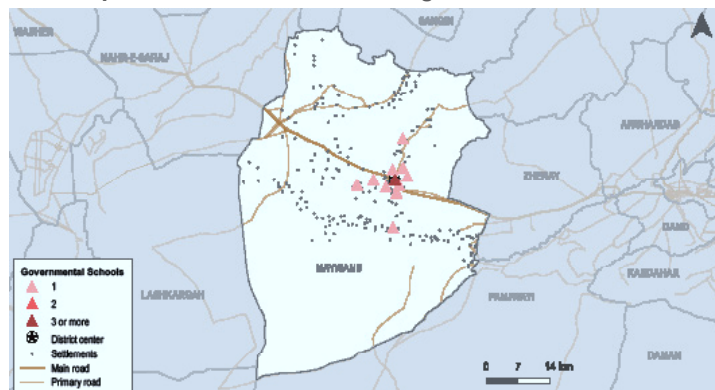 SANGIN
WASHER
NAHR-E-SARAJ
ARGHANDAB
ZHERAY
DAND
MAYWAND
KANDAHAR
LASHKARGAH
PANJWAYI
DAMAN
Governmental Schools
1
2
3 or more
District center
Settlements
Main road
Primary road
0 7 14 km